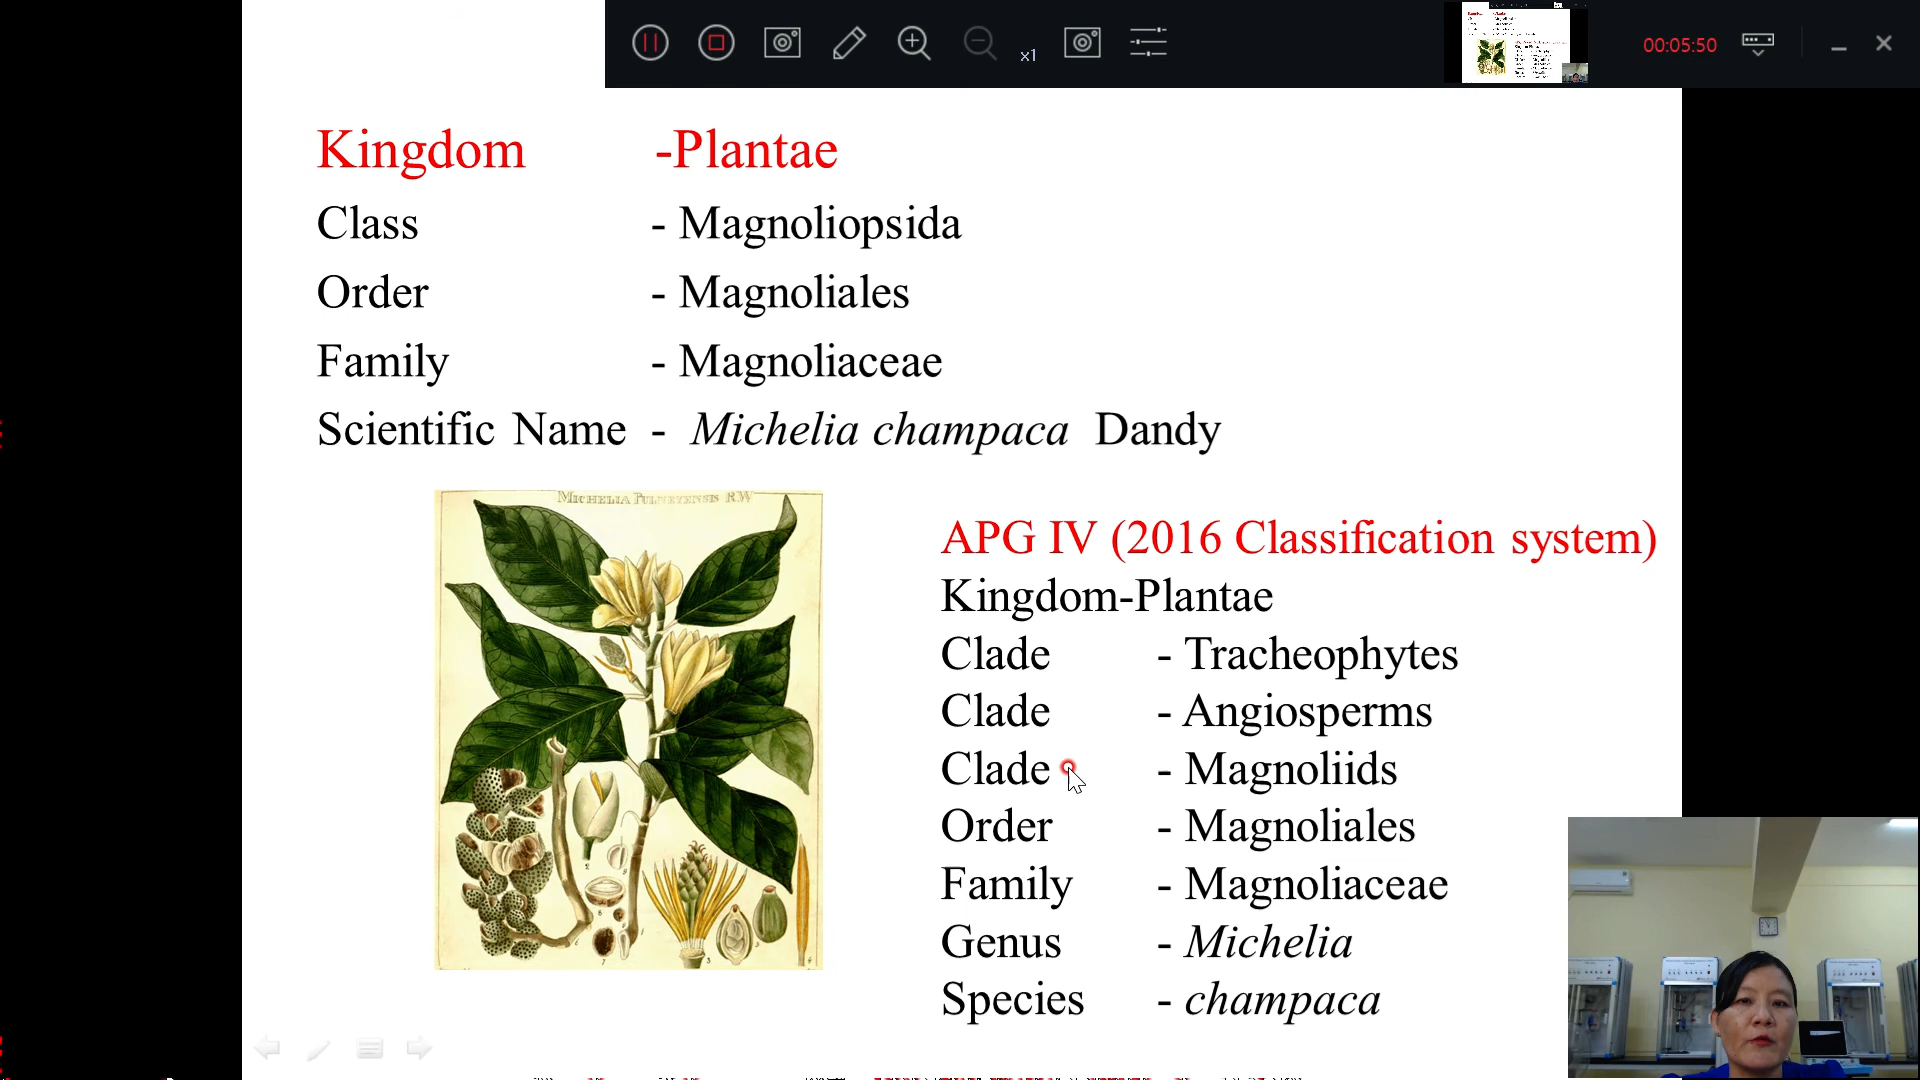 x1
00:05:50
Kingdom -Plantae
Class - Magnoliopsida
Order - Magnoliales
Family - Magnoliaceae
Scientific Name - Michelia champaca Dandy
MICHELIA PULNEYENSIS R.W
APG IV (2016 Classification system)
Kingdom-Plantae
Clade - Tracheophytes
Clade - Angiosperms
Clade - Magnoliids
Order - Magnoliales
Family - Magnoliaceae
Genus - Michelia
Species - champaca